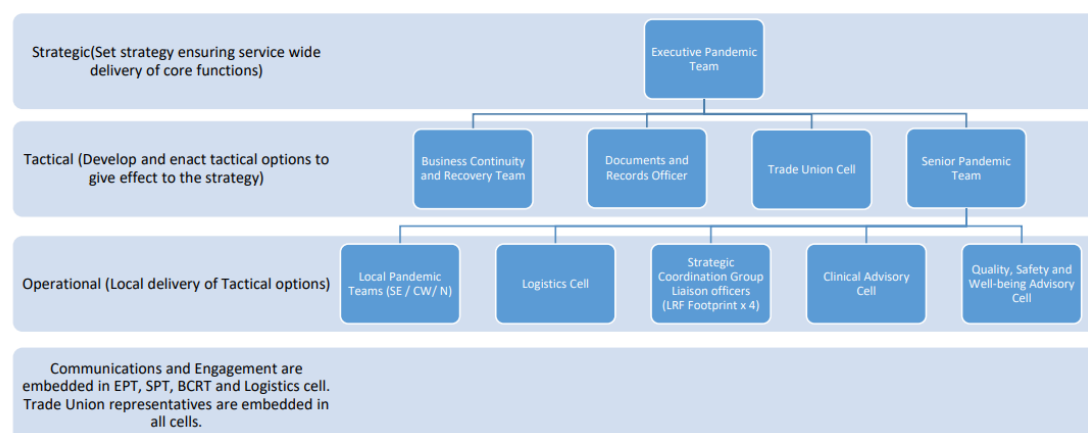 Strategic(Set strategy ensuring service wide
delivery of core functions)
Executive Pandemic
Team
Tactical (Develop and enact tactical options to
give effect to the strategy)
Business Continuity
and Recovery Team
Documents and
Records Officer
Trade Union Cell
Senior Pandemic
Team
Operational (Local delivery of Tactical options)
Local Pandemic
Teams (SE / CW/ N)
Logistics Cell
Strategic
Coordination Group
Liaison officers
(LRF Footprint x 4)
Clinical Advisory
Cell
Quality, Safety and
Well-being Advisory
Cell
Communications and Engagement are
embedded in EPT, SPT, BCRT and Logistics cell.
Trade Union representatives are embedded in
all cells.